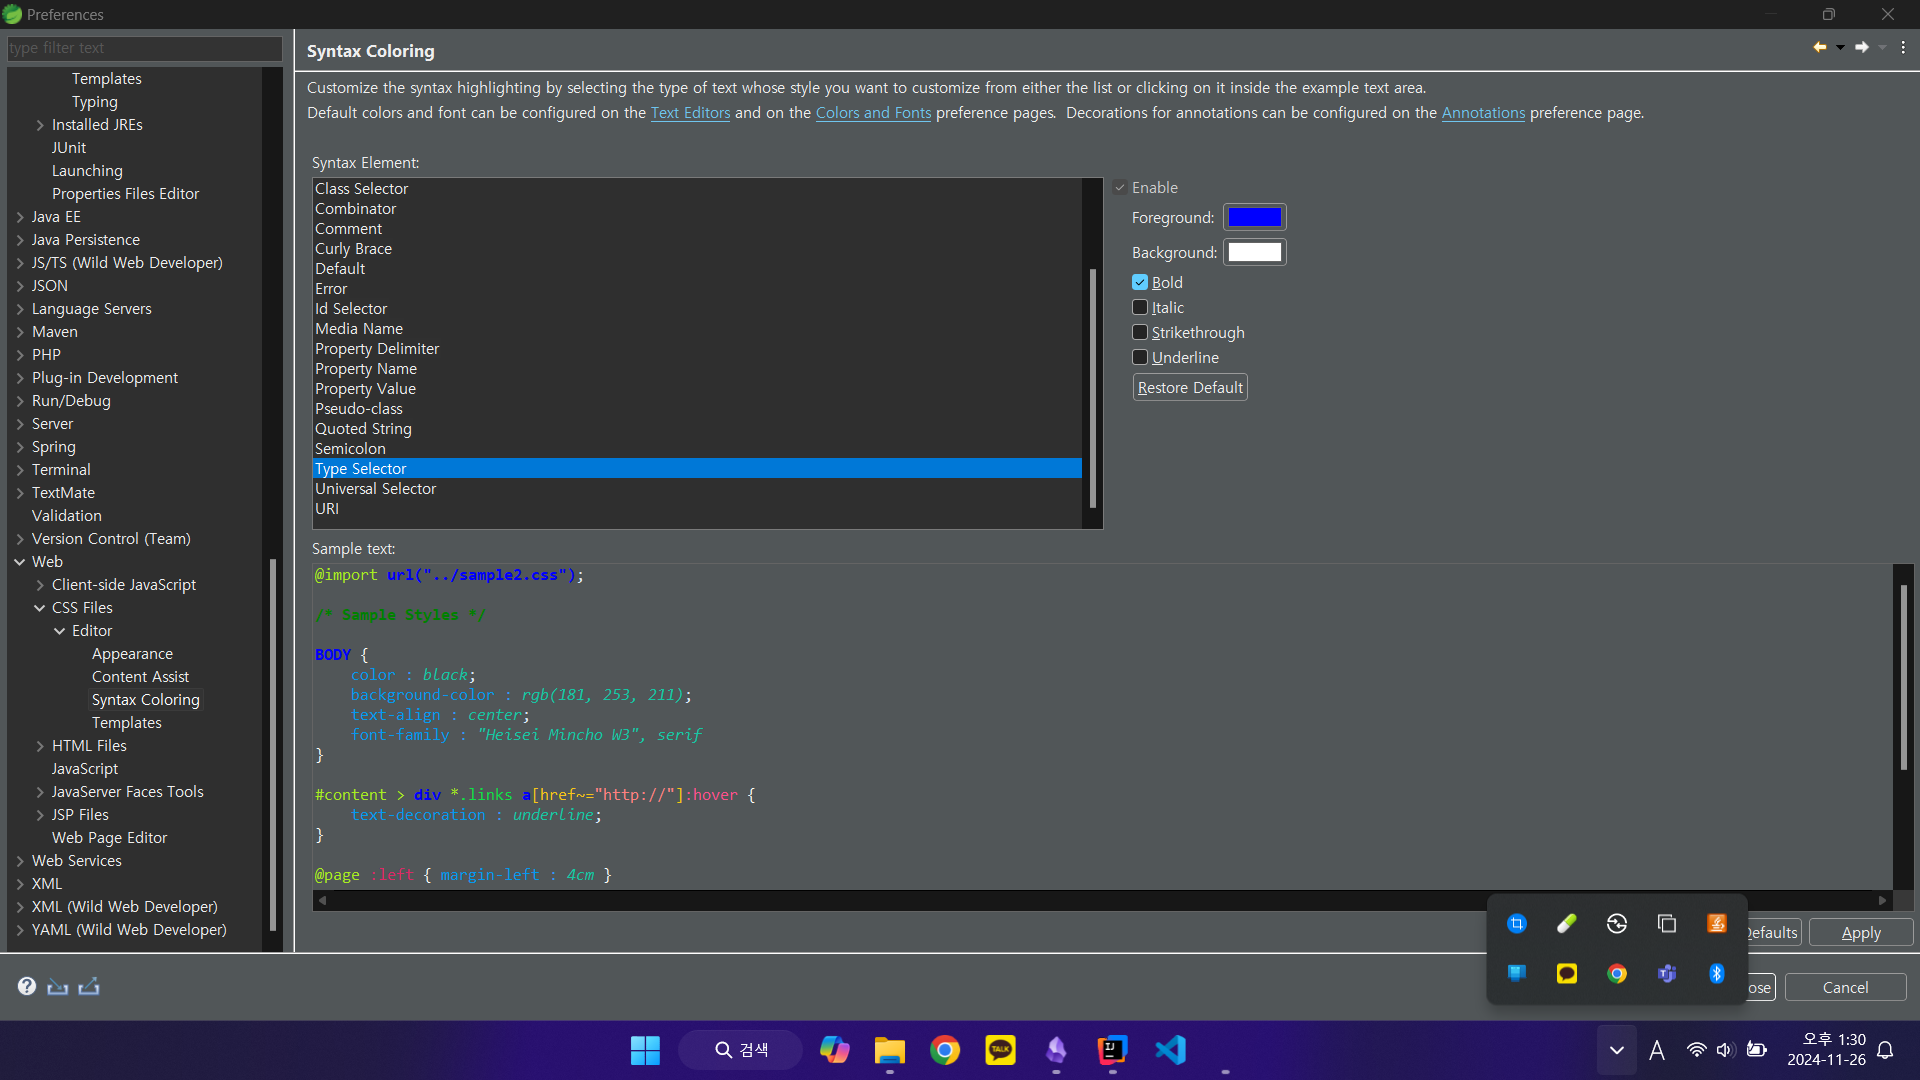 Preferences
type filter text
Templates
Typing
Installed JREs
JUnit
Launching
Properties Files Editor
Java EE
Java Persistence
JS/TS (Wild Web Developer)
JSON
Language Servers
Maven
PHP
Plug-in Development
Run/Debug
Server
Spring
Terminal
TextMate
Validation
Version Control (Team)
Web
Client-side JavaScript
CSS Files
Editor
Appearance
Content Assist
Syntax Coloring
Templates
HTML Files
JavaScript
JavaServer Faces Tools
JSP Files
Web Page Editor
Web Services
XML
XML (Wild Web Developer)
YAML (Wild Web Developer)
Syntax Coloring
Customize the syntax highlighting by selecting the type of text whose style you want to customize from either the list or clicking on it inside the example text area.
Default colors and font can be configured on the Text Editors and on the Colors and Fonts preference pages.  Decorations for annotations can be configured on the Annotations preference page.
Syntax Element:
Class Selector
Combinator
Comment
Curly Brace
Default
Error
Id Selector
Media Name
Property Delimiter
Property Name
Property Value
Pseudo-class
Quoted String
Semicolon
Type Selector
Universal Selector
URI
Enable
Foreground:
Background:
Bold
Italic
Strikethrough
Underline
Restore Default
Sample text:
@import url("../sample2.css");
/* Sample Styles */
BODY {
color : black;
background-color : rgb(181, 253, 211);
text-align : center;
font-family : "Heisei Mincho W3", serif
}
#content > div *.links a[href~="http://"]:hover {
text-decoration : underline;
}
@page :left { margin-left : 4cm }
Defaults
Apply
ose
Cancel
검색
TALK
IJ
A
오후 1:30
2024-11-26